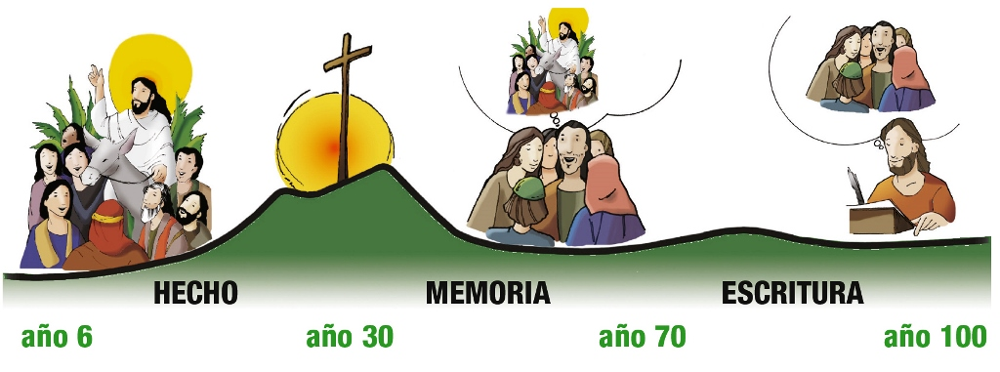 HECHO MEMORIA ESCRITURA
año 6 año 30 año 70 año 100